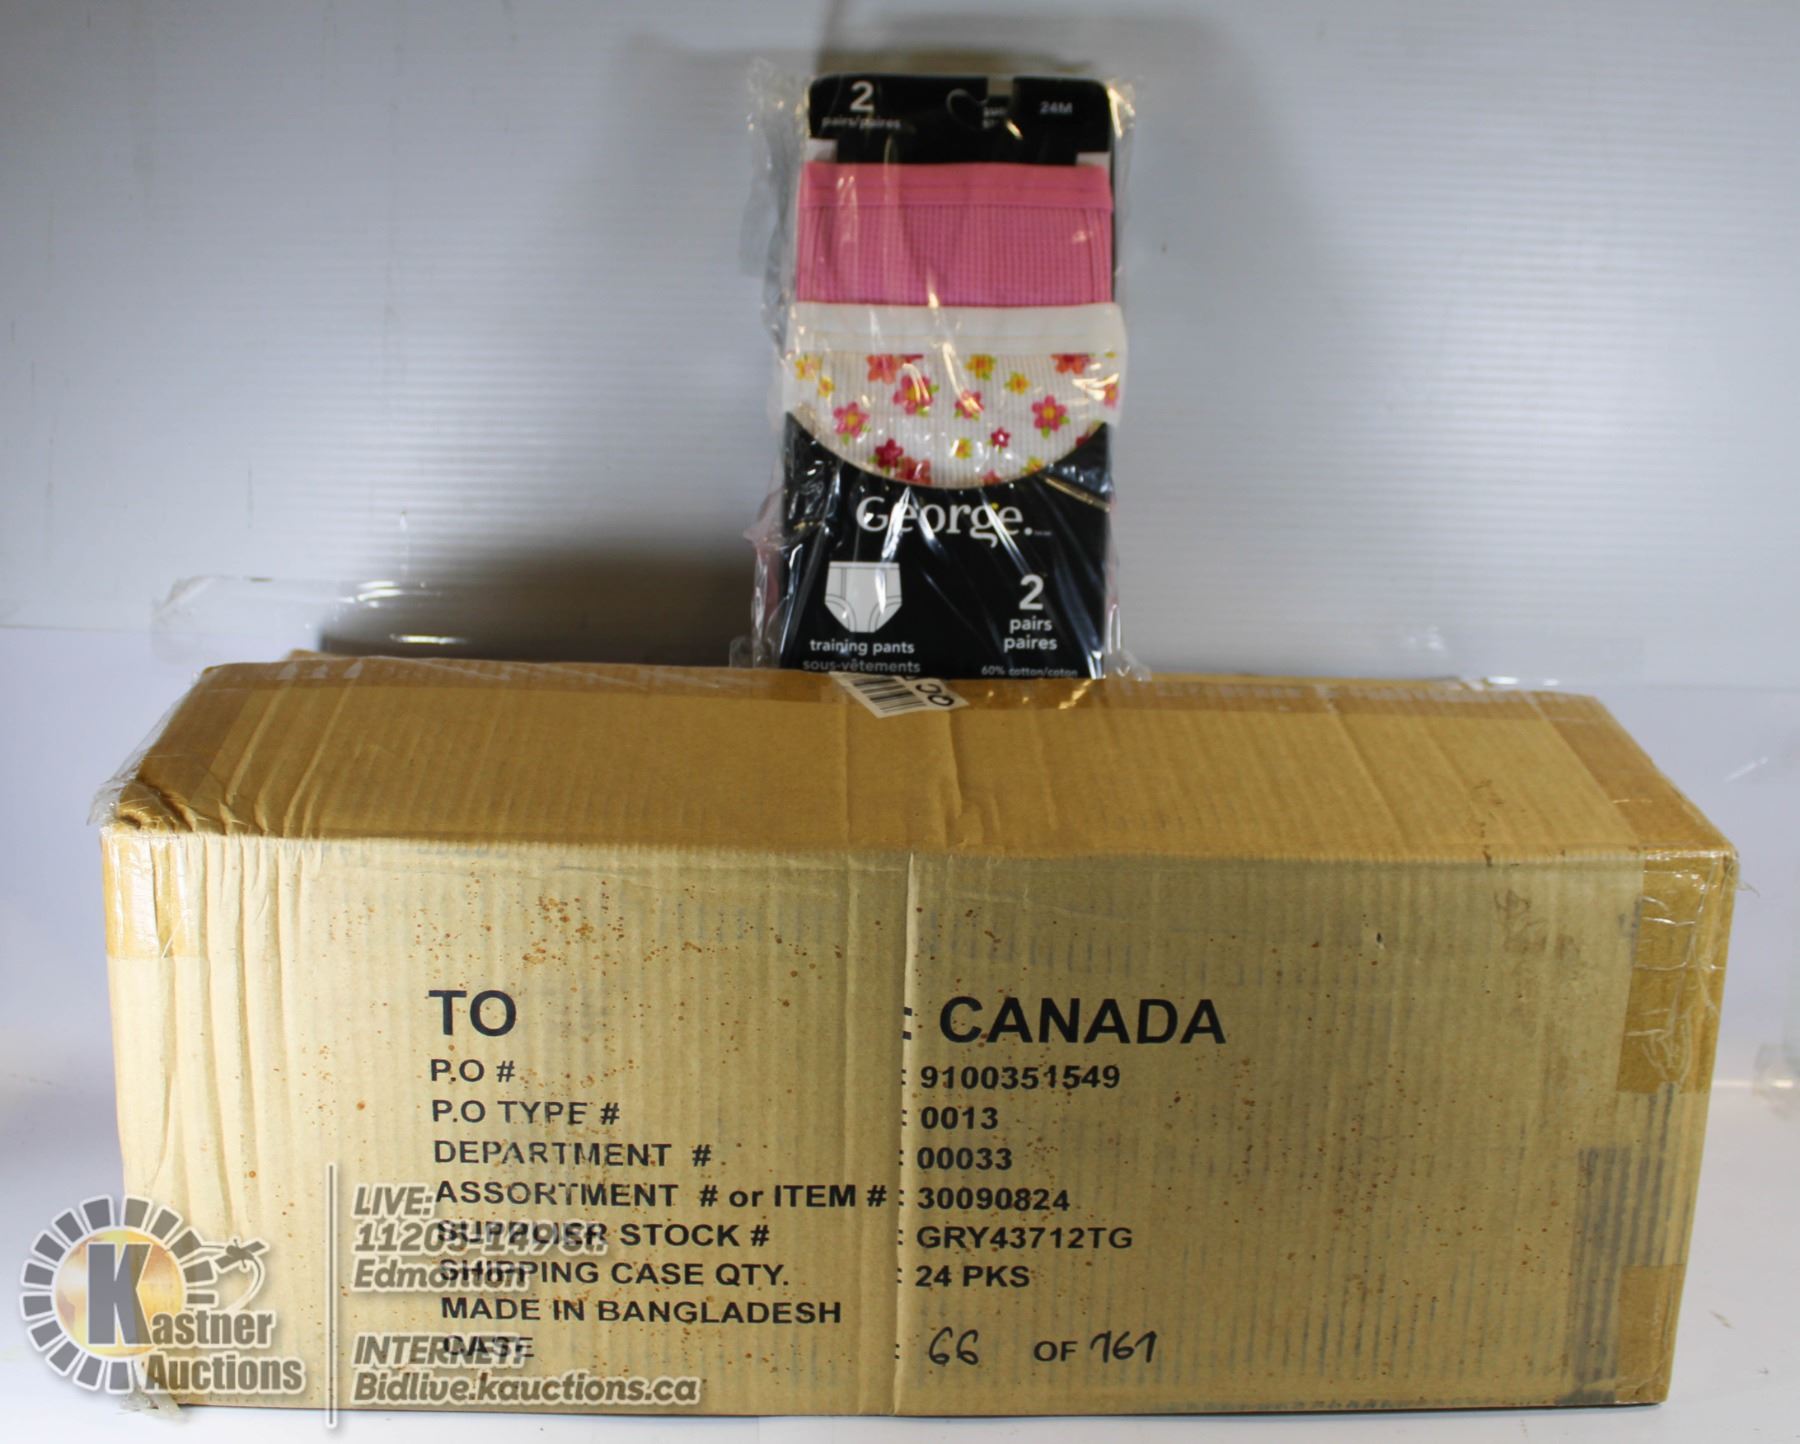 2
pairs/paires
24M
George.
training pants
sous-vêtements
2
pairs
paires
60% cotton/coton
TO : CANADA
P.O # : 9100351549
P.O TYPE # : 0013
DEPARTMENT # : 00033
ASSORTMENT # or ITEM # : 30090824
SUPPLIER STOCK # : GRY43712TG
SHIPPING CASE QTY. : 24 PKS
MADE IN BANGLADESH
CASE : 66 OF 161
Kastner
Auctions
LIVE:
Edmonton
INTERNET:
Bidlive.kauctions.ca